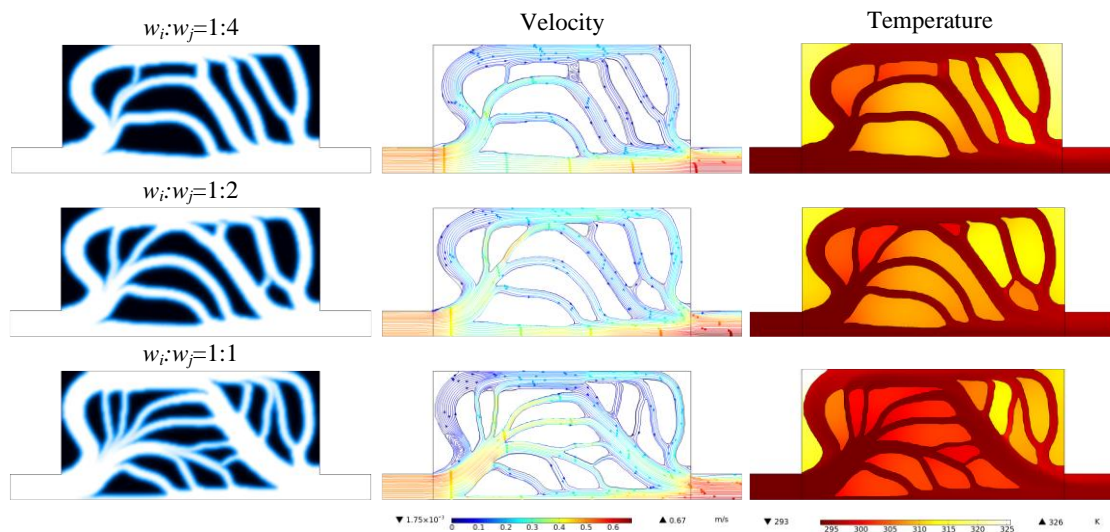 wi:wj=1:4 Velocity Temperature
wi:wj=1:2
wi:wj=1:1
▼ 1.75×10⁻⁷ ▲ 0.67 m/s ▼ 293 ▲ 326 K
0 0.1 0.2 0.3 0.4 0.5 0.6 295 300 305 310 315 320 325